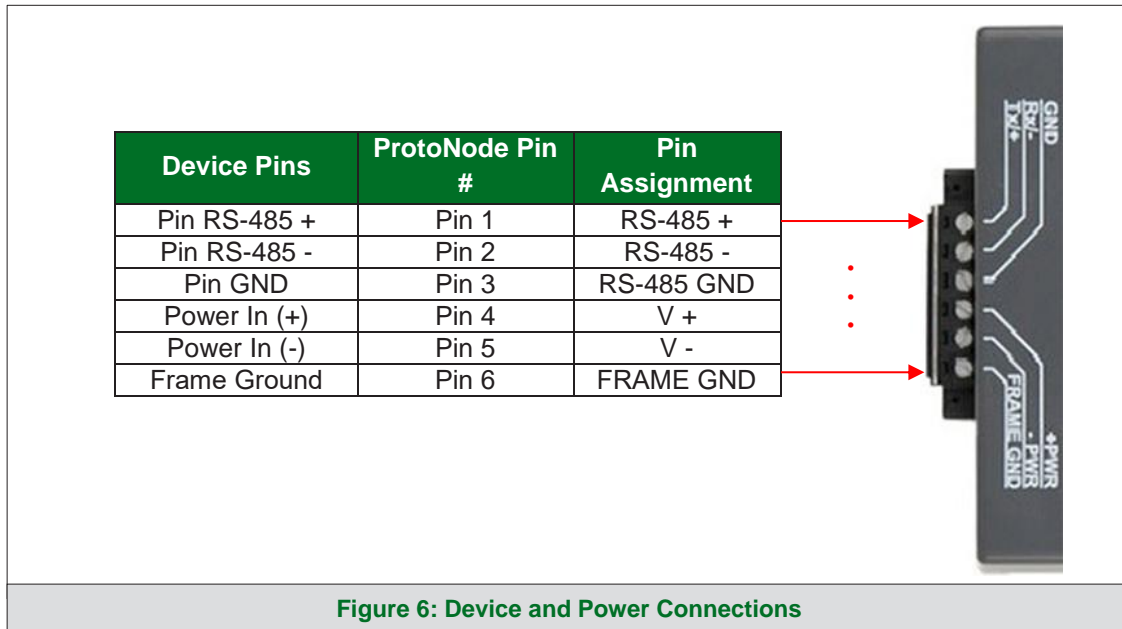 Device Pins ProtoNode Pin # Pin Assignment
Pin RS-485 + Pin 1 RS-485 +
Pin RS-485 - Pin 2 RS-485 -
Pin GND Pin 3 RS-485 GND
Power In (+) Pin 4 V +
Power In (-) Pin 5 V -
Frame Ground Pin 6 FRAME GND
Tx/+
Rx/-
GND
+PWR
- PWR
FRAME GND
Figure 6: Device and Power Connections